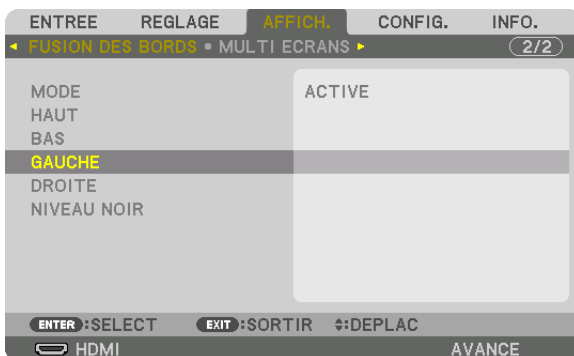 ENTREE REGLAGE AFFICH. CONFIG. INFO.
FUSION DES BORDS • MULTI ECRANS 2/2
MODE ACTIVE
HAUT
BAS
GAUCHE
DROITE
NIVEAU NOIR
ENTER :SELECT EXIT :SORTIR :DEPLAC
HDMI AVANCE